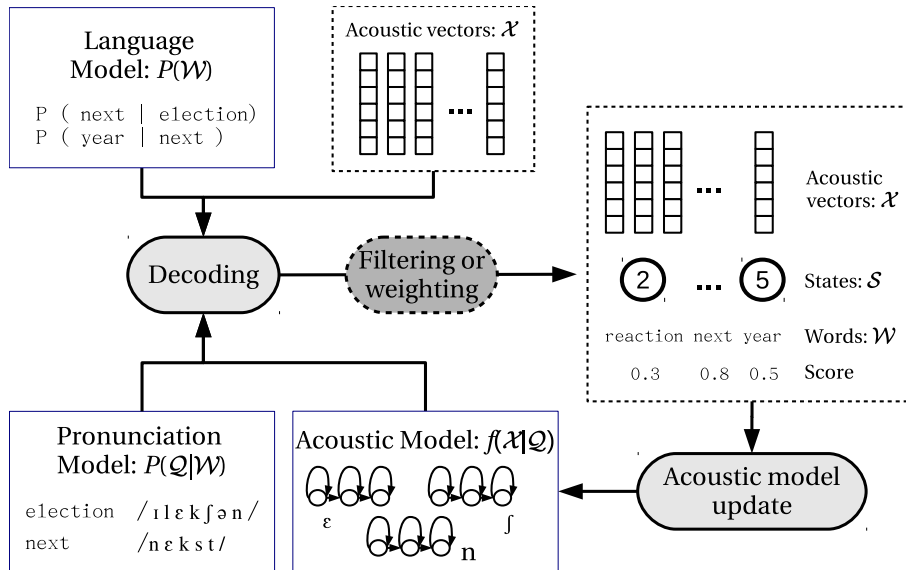 Language
Model: P(𝒲)
P ( next | election)
P ( year | next )
Acoustic vectors: 𝒳
...
Decoding
Filtering or
weighting
...
Acoustic
vectors: 𝒳
2 ... 5 States: 𝒮
reaction next year Words: 𝒲
0.3 0.8 0.5 Score
Pronunciation
Model: P(𝒬|𝒲)
election /ɪlɛkʃən/
next /nɛkst/
Acoustic Model: f(𝒳|𝒬)
ɛ ʃ
n
Acoustic model
update